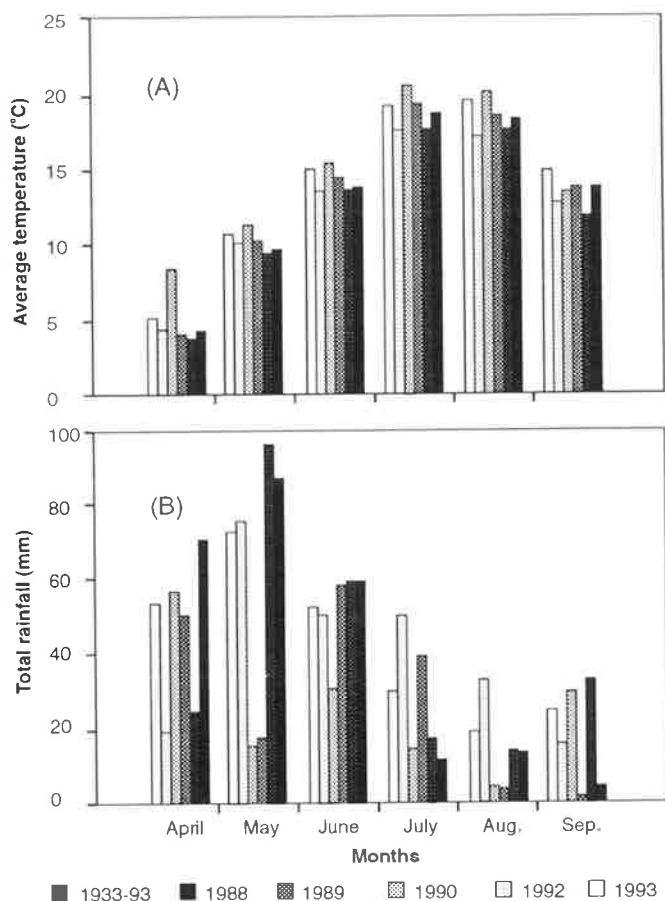 25
20
15
10
5
0
Average temperature (°C)
(A)
100
80
60
40
20
0
Total rainfall (mm)
(B)
April May June July Aug. Sep.
Months
1933-93 1988 1989 1990 1992 1993